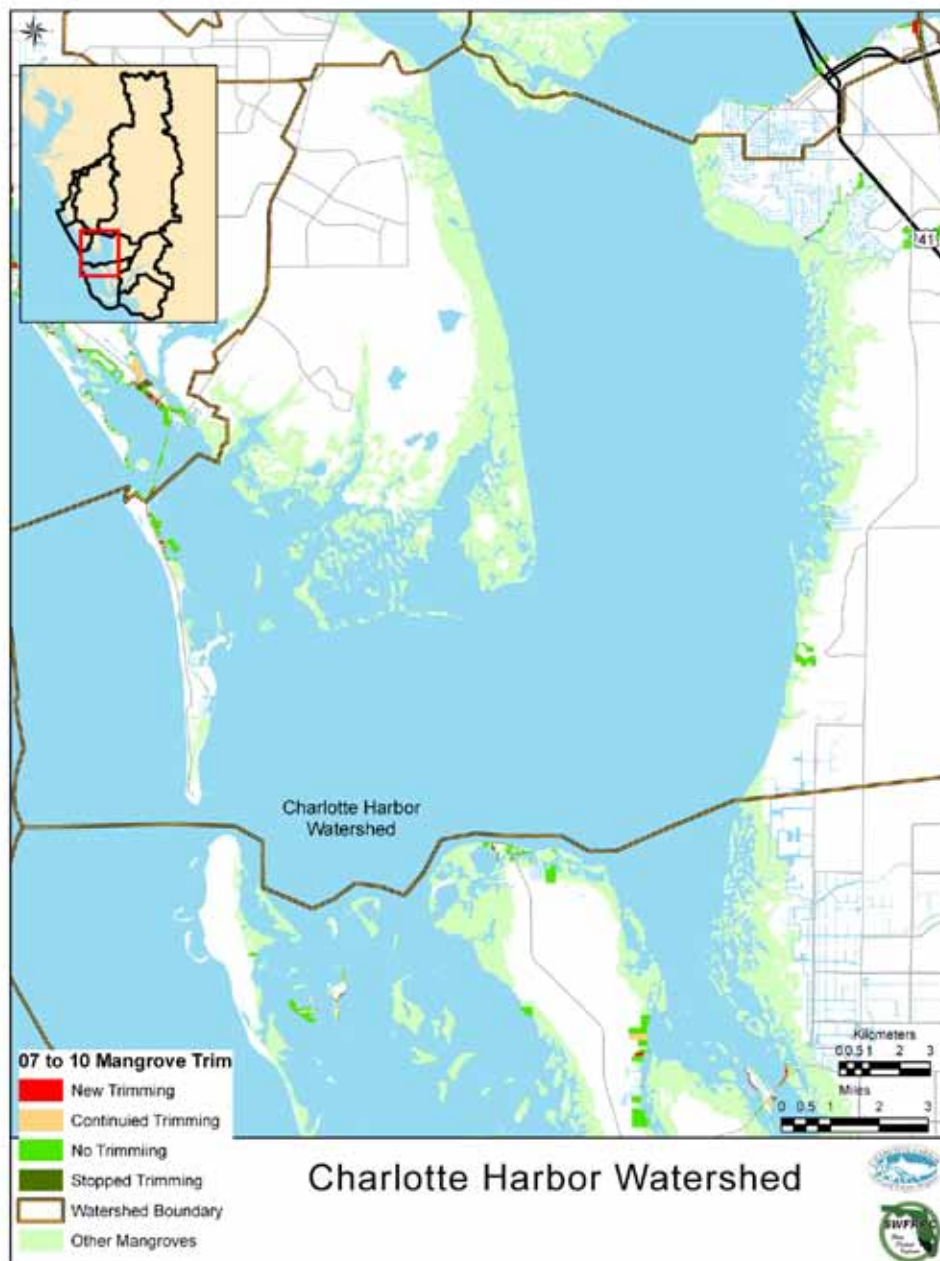 41
Charlotte Harbor
Watershed
07 to 10 Mangrove Trim
New Trimming
Continuied Trimming
No Trimmiing
Stopped Trimming
Watershed Boundary
Other Mangroves
Kilometers
0 0.5 1 2 3
Miles
0 0.5 1 2 3
Charlotte Harbor Watershed
SWFRPC